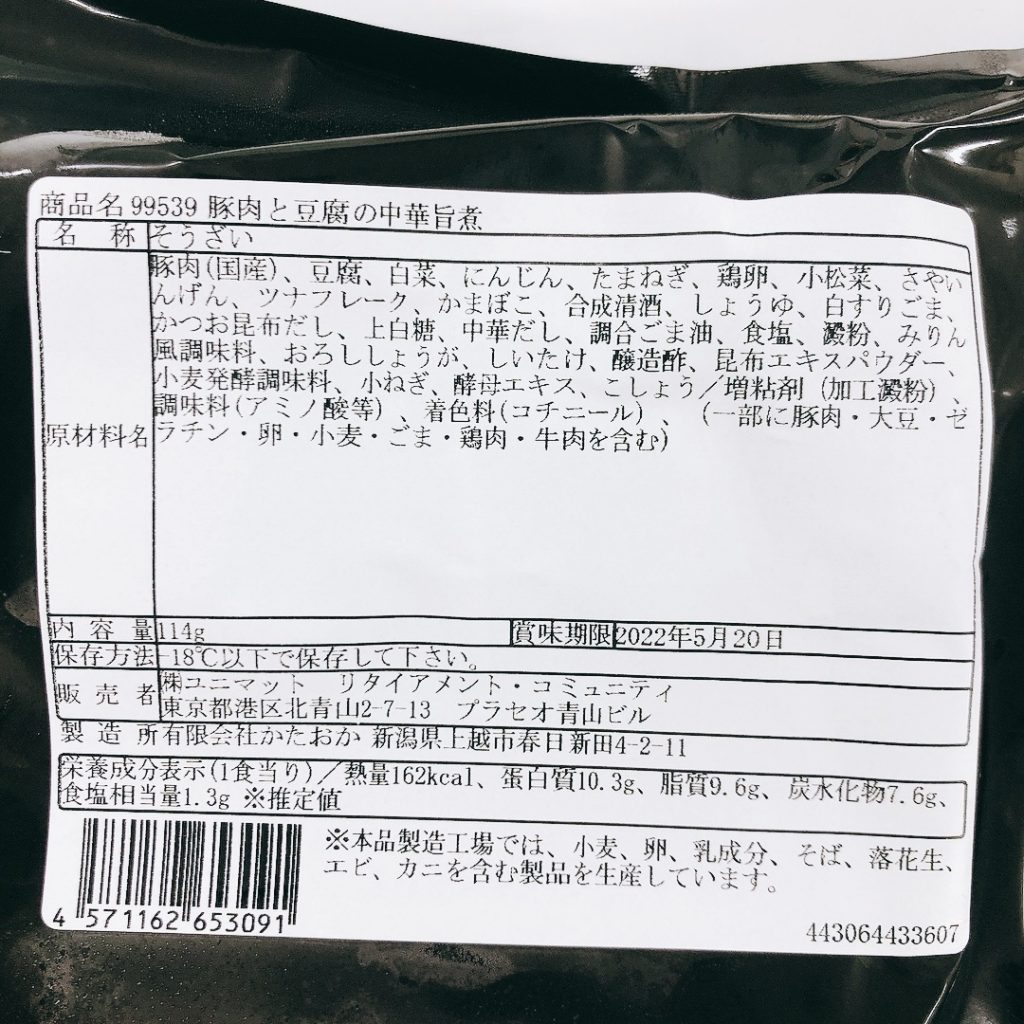 商品名 99539 豚肉と豆腐の中華旨煮
名 称 そうざい
原材料名
豚肉(国産)、豆腐、白菜、にんじん、たまねぎ、鶏卵、小松菜、さやい
んげん、ツナフレーク、かまぼこ、合成清酒、しょうゆ、白すりごま、
かつお昆布だし、上白糖、中華だし、調合ごま油、食塩、澱粉、みりん
風調味料、おろししょうが、しいたけ、醸造酢、昆布エキスパウダー、
小麦発酵調味料、小ねぎ、酵母エキス、こしょう/増粘剤(加工澱粉)、
調味料(アミノ酸等)、着色料(コチニール)、(一部に豚肉・大豆・ゼ
ラチン・卵・小麦・ごま・鶏肉・牛肉を含む)
内 容 量 114g 賞味期限 2022年5月20日
保存方法 -18℃以下で保存して下さい。
販 売 者 ㈱ユニマット リタイアメント・コミュニティ
東京都港区北青山2-7-13 プラセオ青山ビル
製 造 所 有限会社かたおか 新潟県上越市春日新田4-2-11
栄養成分表示(1食当り)/熱量162kcal、蛋白質10.3g、脂質9.6g、炭水化物7.6g、
食塩相当量1.3g ※推定値
※本品製造工場では、小麦、卵、乳成分、そば、落花生、
エビ、カニを含む製品を生産しています。
4 571162 653091
443064433607